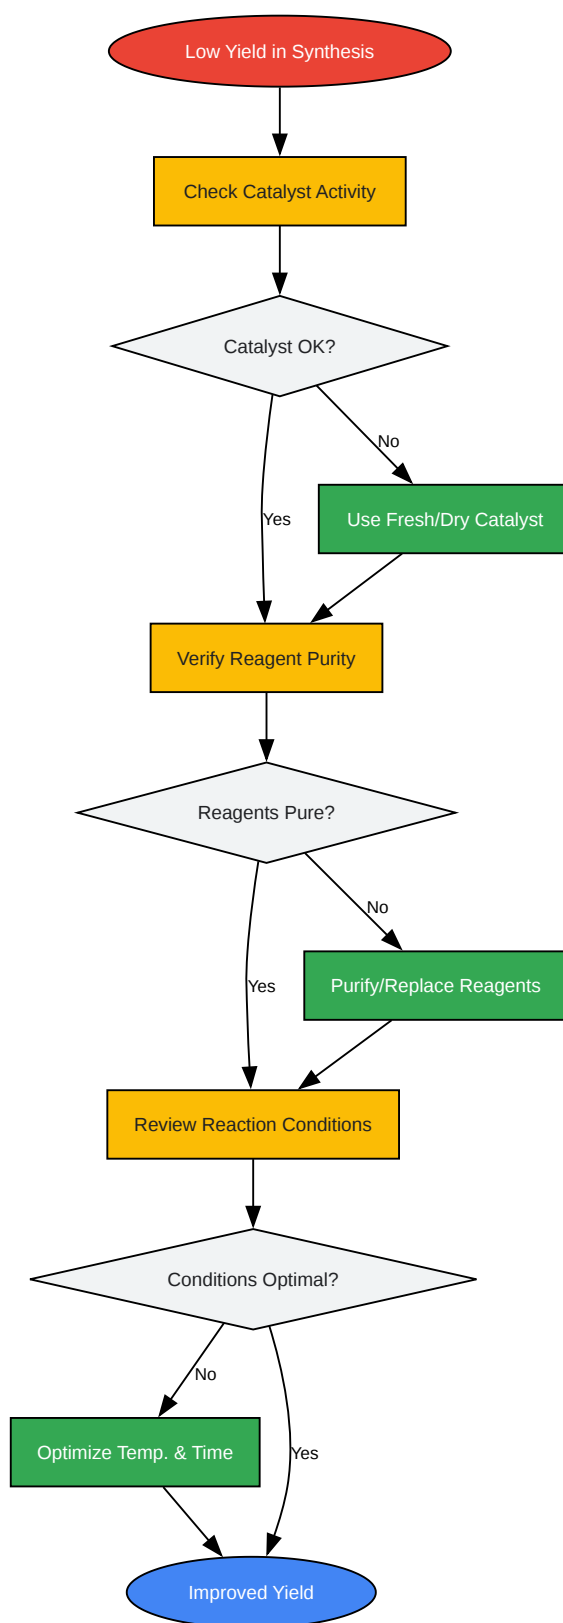 Low Yield in Synthesis
Check Catalyst Activity
Catalyst OK?
No
Yes
Use Fresh/Dry Catalyst
Verify Reagent Purity
Reagents Pure?
No
Yes
Purify/Replace Reagents
Review Reaction Conditions
Conditions Optimal?
No
Optimize Temp. & Time
Yes
Improved Yield